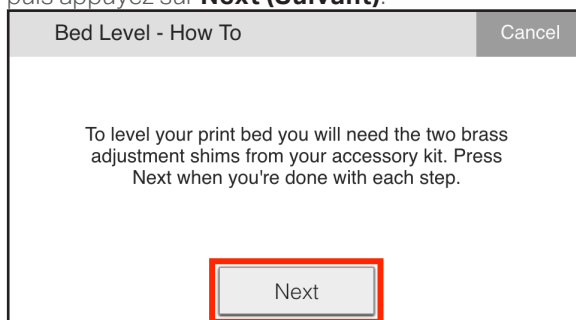 puis appuyez sur Next (Suivant).
Bed Level - How To
Cancel
To level your print bed you will need the two brass
adjustment shims from your accessory kit. Press
Next when you're done with each step.
Next